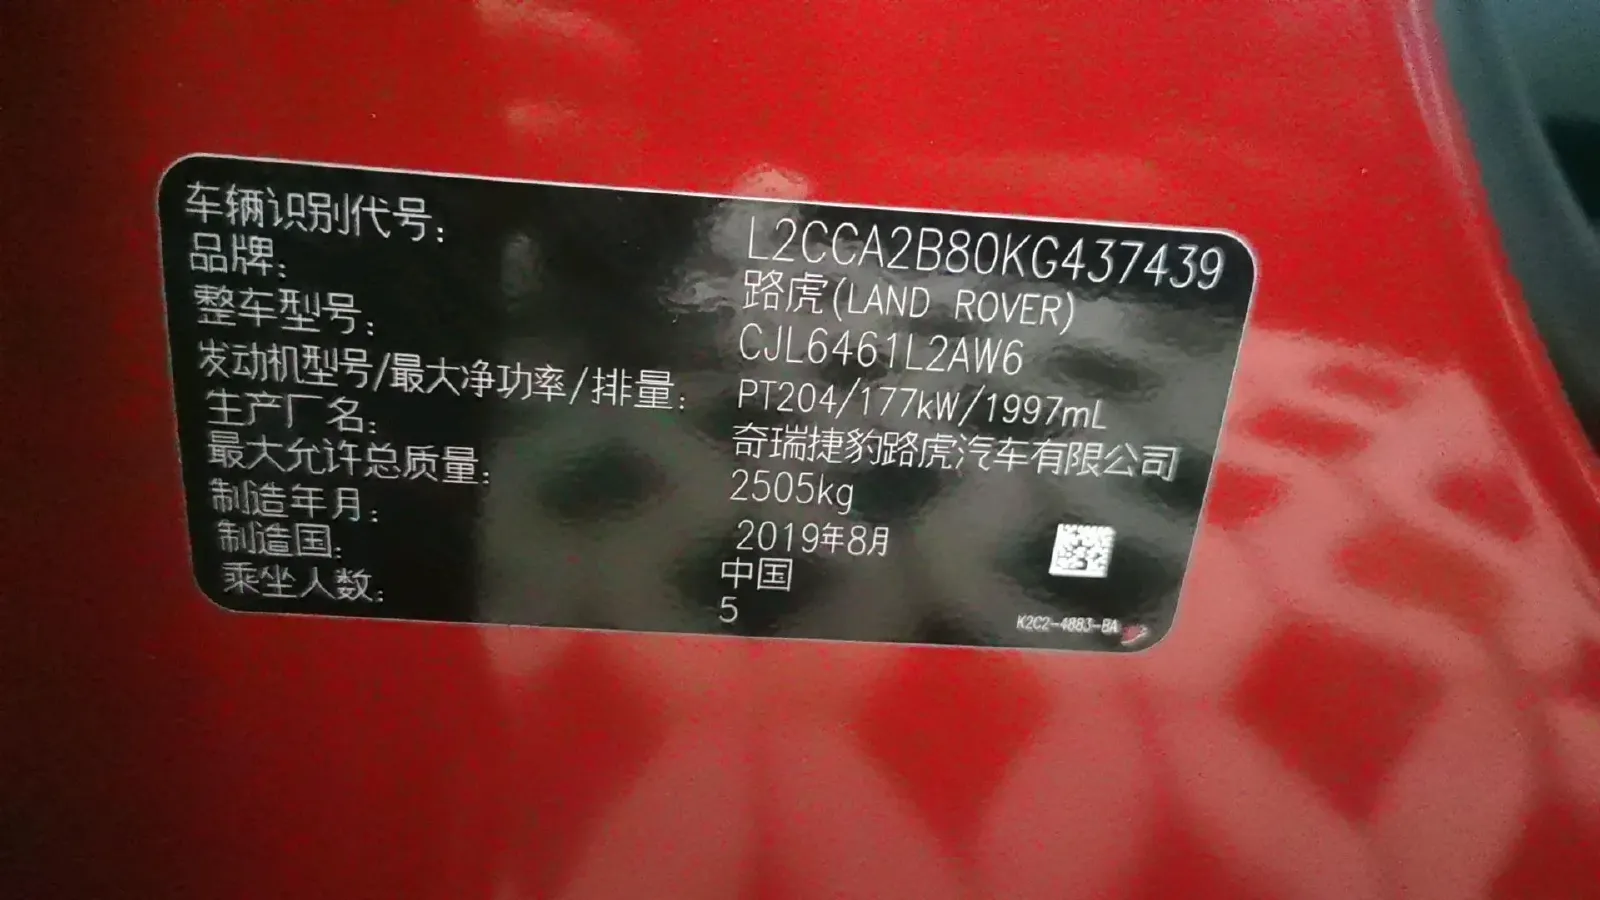 车辆识别代号: L2CCA2B80KG437439
品牌: 路虎(LAND ROVER)
整车型号: CJL6461L2AW6
发动机型号/最大净功率/排量: PT204/177kW/1997mL
生产厂名: 奇瑞捷豹路虎汽车有限公司
最大允许总质量: 2505kg
制造年月: 2019年8月
制造国: 中国
乘坐人数: 5
K2C2-4883-BA